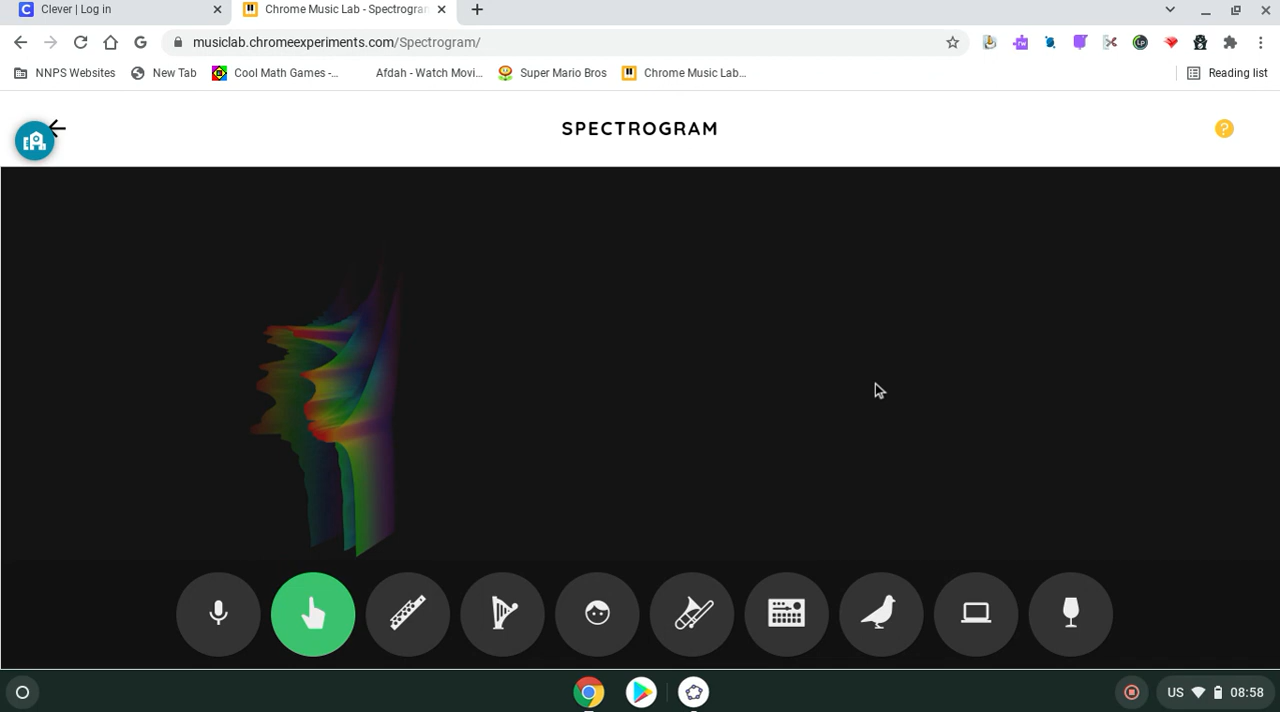 Clever | Log in
Chrome Music Lab - Spectrogram
musiclab.chromeexperiments.com/Spectrogram/
NNPS Websites New Tab Cool Math Games -... Afdah - Watch Movi... Super Mario Bros Chrome Music Lab... Reading list
SPECTROGRAM
US 08:58